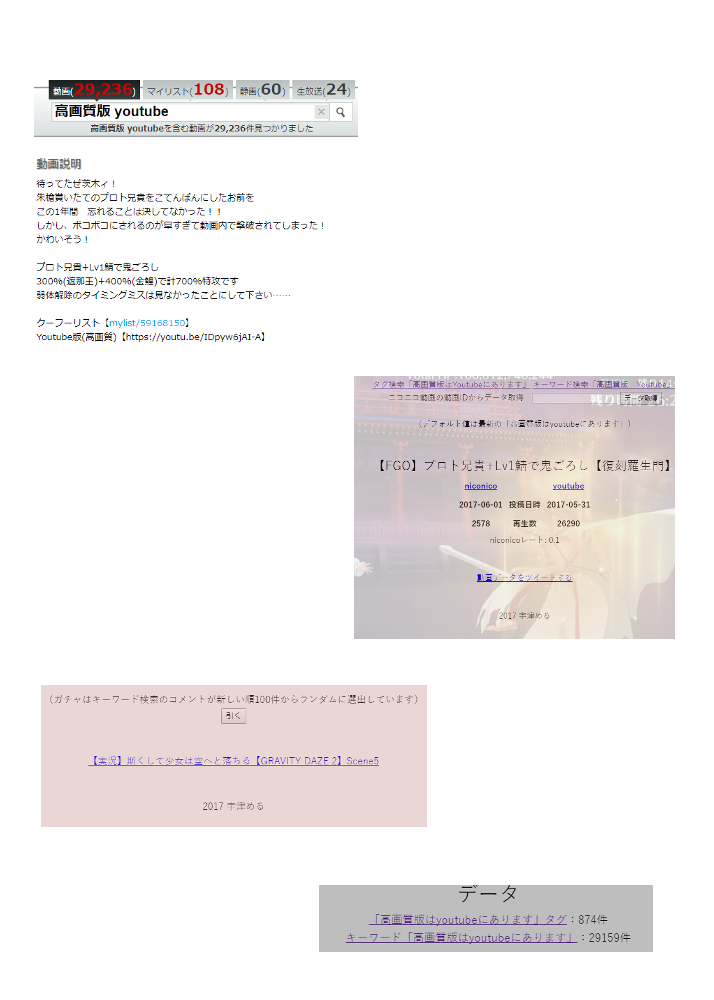 動画(29,236) マイリスト(108) 静画(60) 生放送(24)
高画質版 youtube
高画質版 youtubeを含む動画が29,236件見つかりました
動画説明
待ってたぜ茨木ィ！
朱槍貰いたてのプロト兄貴をこてんぱんにしたお前を
この1年間　忘れることは決してなかった！！
しかし、ボコボコにされるのが早すぎて動画内で撃破されてしまった！
かわいそう！
プロト兄貴+Lv1鯖で鬼ごろし
300%(遮那王)+400%(金鯉)で計700%特攻です
弱体解除のタイミングミスは見なかったことにして下さい……
クーフーリスト【mylist/59168150】
Youtube版(高画質)【https://youtu.be/IDpyw6jAI-A】
タグ検索「高画質版はYoutubeにあります」 キーワード検索「高画質版　Youtube」
ニコニコ動画の動画IDからデータ取得 データ取得
（デフォルト値は最新の「高画質版はyoutubeにあります」）
【FGO】プロト兄貴+Lv1鯖で鬼ごろし【復刻羅生門】
niconico youtube
2017-06-01 投稿日時 2017-05-31
2578 再生数 26290
niconicoレート: 0.1
動画データをツイートする
2017 宇津める
（ガチャはキーワード検索のコメントが新しい順100件からランダムに選出しています）
引く
【実況】斯くして少女は空へと落ちる【GRAVITY DAZE 2】Scene5
2017 宇津める
データ
「高画質版はyoutubeにあります」タグ：874件
キーワード「高画質版はyoutubeにあります」：29159件